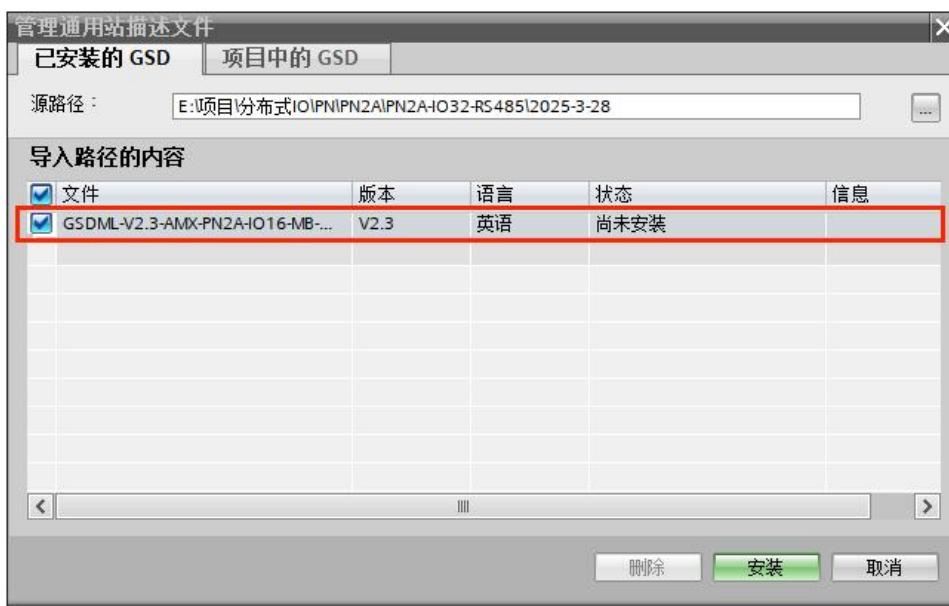 管理通用站描述文件
已安装的 GSD 项目中的 GSD
源路径： E:\项目\分布式IO\PN\PN2A\PN2A-IO32-RS485\2025-3-28 ...
导入路径的内容
文件 版本 语言 状态 信息
GSDML-V2.3-AMX-PN2A-IO16-MB-... V2.3 英语 尚未安装
删除 安装 取消